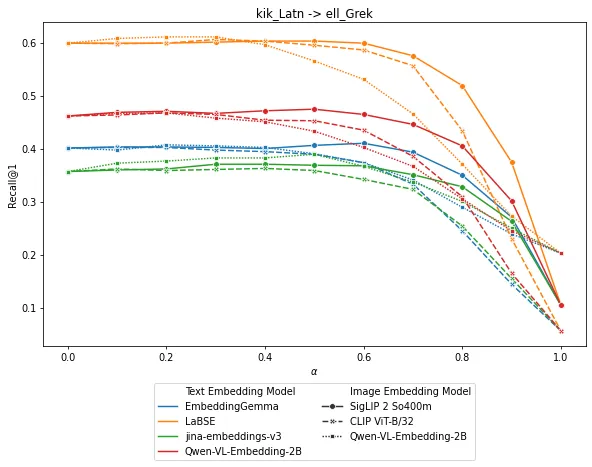 kik_Latn -> ell_Grek
Recall@1
0.6
0.5
0.4
0.3
0.2
0.1
0.0 0.2 0.4 0.6 0.8 1.0
α
Text Embedding Model Image Embedding Model
EmbeddingGemma SigLIP 2 So400m
LaBSE CLIP ViT-B/32
jina-embeddings-v3 Qwen-VL-Embedding-2B
Qwen-VL-Embedding-2B